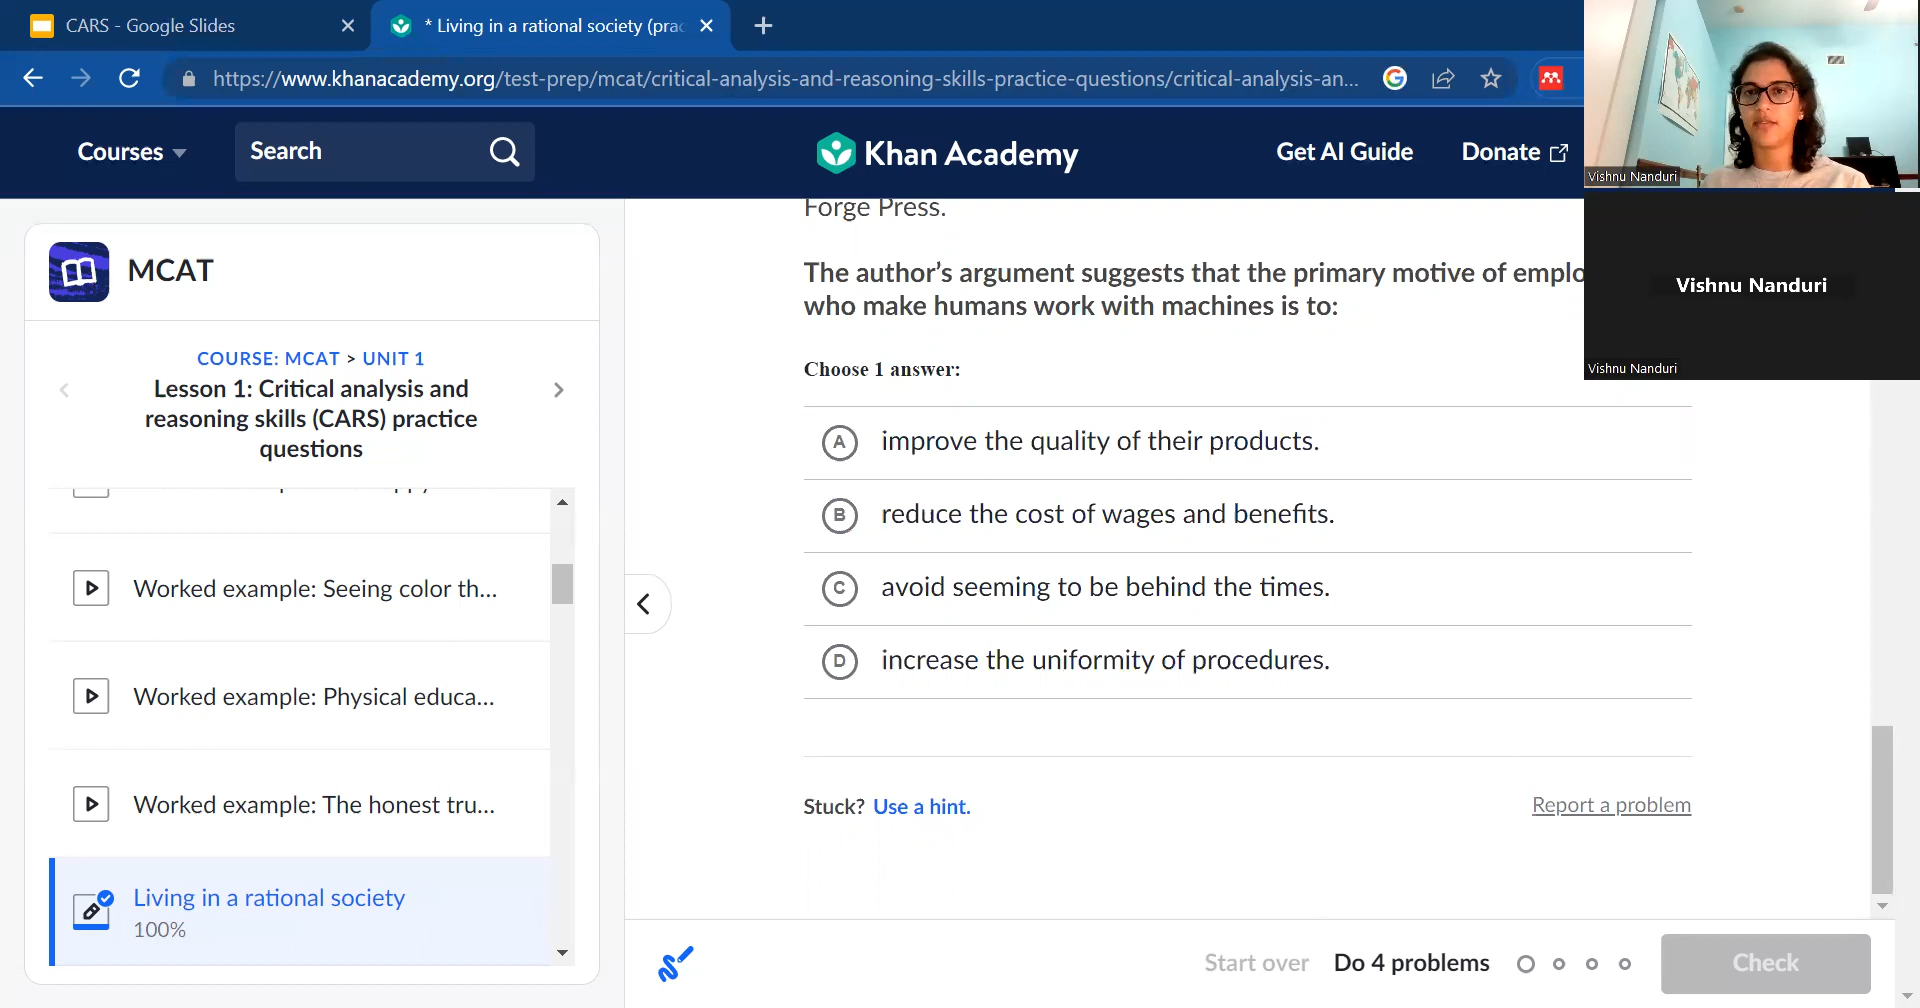 CARS - Google Slides
* Living in a rational society (prac
https://www.khanacademy.org/test-prep/mcat/critical-analysis-and-reasoning-skills-practice-questions/critical-analysis-an...
Courses
Search
Khan Academy
Get AI Guide
Donate
Vishnu Nanduri
Vishnu Nanduri
Vishnu Nanduri
MCAT
COURSE: MCAT > UNIT 1
Lesson 1: Critical analysis and
reasoning skills (CARS) practice
questions
Worked example: Seeing color th...
Worked example: Physical educa...
Worked example: The honest tru...
Living in a rational society
100%
Forge Press.
The author's argument suggests that the primary motive of emplo
who make humans work with machines is to:
Choose 1 answer:
A improve the quality of their products.
B reduce the cost of wages and benefits.
C avoid seeming to be behind the times.
D increase the uniformity of procedures.
Stuck? Use a hint.
Report a problem
Start over
Do 4 problems
Check